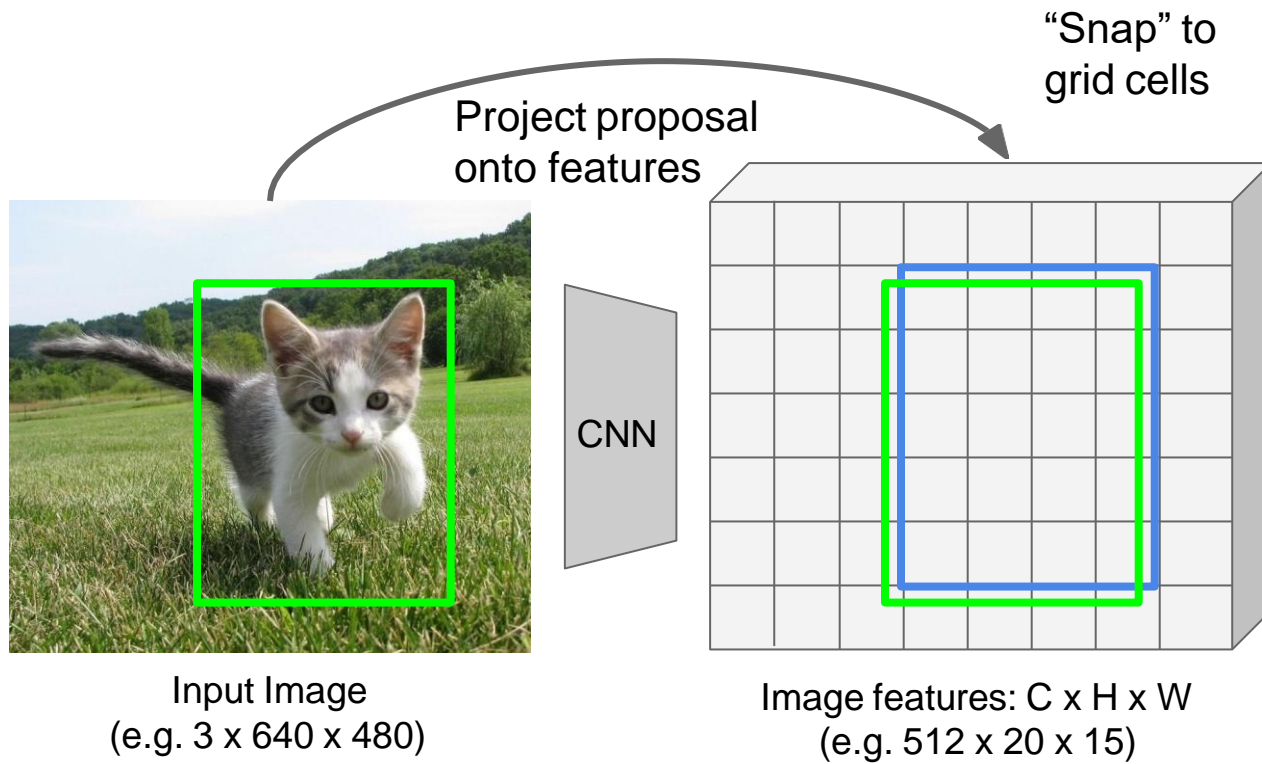 “Snap” to
grid cells
Project proposal
onto features
CNN
Input Image
(e.g. 3 x 640 x 480)
Image features: C x H x W
(e.g. 512 x 20 x 15)